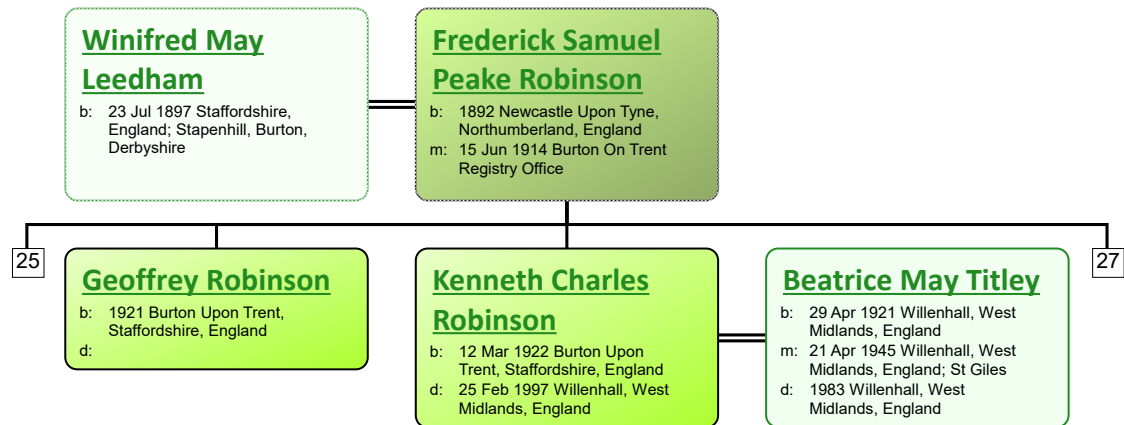 Winifred May
Leedham
b: 23 Jul 1897 Staffordshire,
England; Stapenhill, Burton,
Derbyshire
Frederick Samuel
Peake Robinson
b: 1892 Newcastle Upon Tyne,
Northumberland, England
m: 15 Jun 1914 Burton On Trent
Registry Office
25
Geoffrey Robinson
b: 1921 Burton Upon Trent,
Staffordshire, England
d:
Kenneth Charles
Robinson
b: 12 Mar 1922 Burton Upon
Trent, Staffordshire, England
d: 25 Feb 1997 Willenhall, West
Midlands, England
Beatrice May Titley
b: 29 Apr 1921 Willenhall, West
Midlands, England
m: 21 Apr 1945 Willenhall, West
Midlands, England; St Giles
d: 1983 Willenhall, West
Midlands, England
27